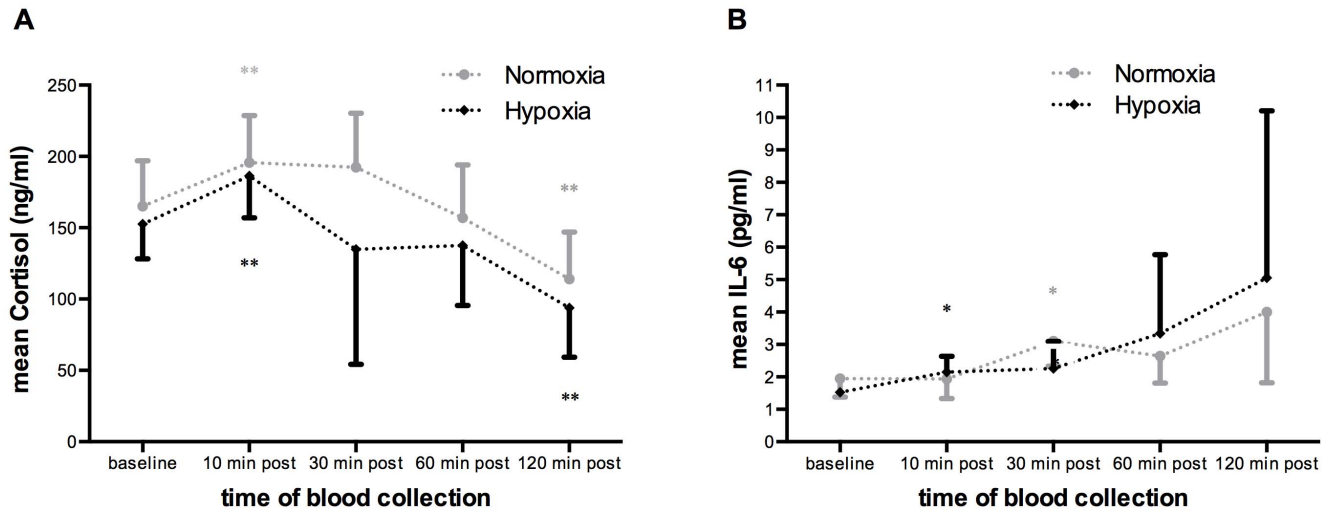 A
**
Normoxia
Hypoxia
250
200
**
150
**
100
50
**
0
mean Cortisol (ng/ml)
baseline
10 min post
30 min post
60 min post
120 min post
time of blood collection
B
Normoxia
Hypoxia
11
10
9
8
7
6
5
*
*
4
3
2
1
0
mean IL-6 (pg/ml)
baseline
10 min post
30 min post
60 min post
120 min post
time of blood collection